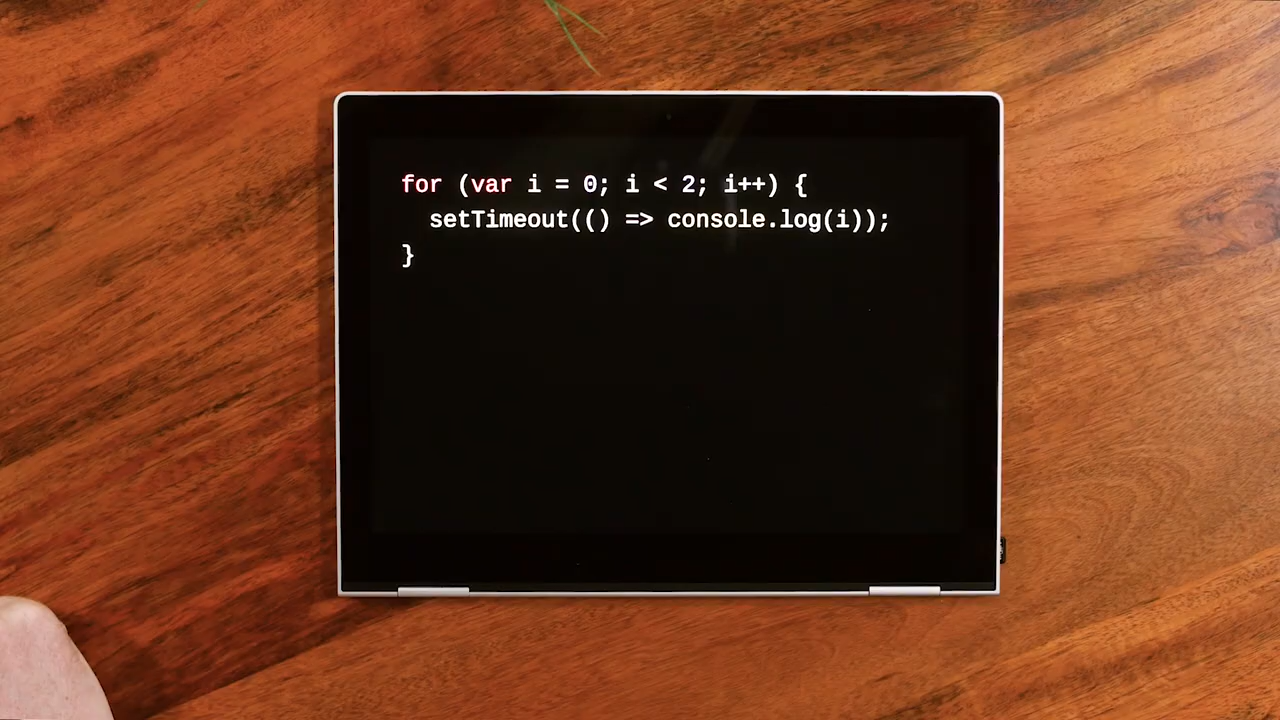 for (var i = 0; i < 2; i++) {
  setTimeout(() => console.log(i));
}